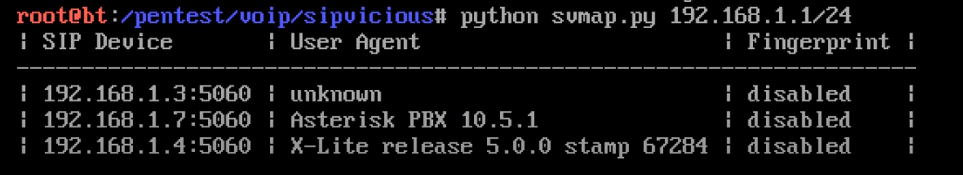 root@bt:/pentest/voip/sipvicious# python svmap.py 192.168.1.1/24
| SIP Device | User Agent | Fingerprint |
| 192.168.1.3:5060 | unknown | disabled |
| 192.168.1.7:5060 | Asterisk PBX 10.5.1 | disabled |
| 192.168.1.4:5060 | X-Lite release 5.0.0 stamp 67284 | disabled |